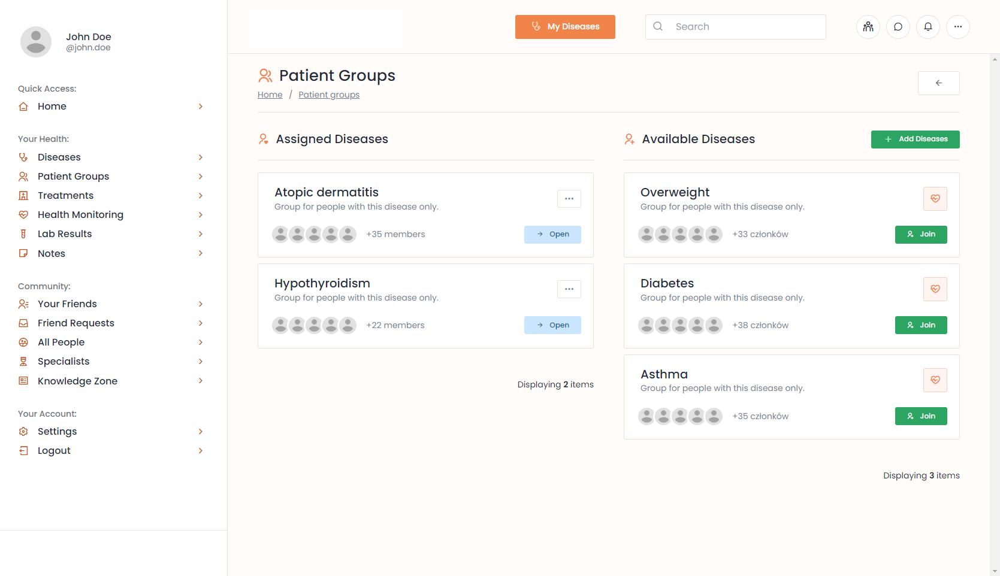 John Doe
@john.doe
Quick Access:
Home
Your Health:
Diseases
Patient Groups
Treatments
Health Monitoring
Lab Results
Notes
Community:
Your Friends
Friend Requests
All People
Specialists
Knowledge Zone
Your Account:
Settings
Logout
My Diseases
Search
Patient Groups
Home / Patient groups
Assigned Diseases
Atopic dermatitis
Group for people with this disease only.
+35 members
Open
Hypothyroidism
Group for people with this disease only.
+22 members
Open
Displaying 2 items
Available Diseases
Add Diseases
Overweight
Group for people with this disease only.
+33 członków
Join
Diabetes
Group for people with this disease only.
+38 członków
Join
Asthma
Group for people with this disease only.
+35 członków
Join
Displaying 3 items